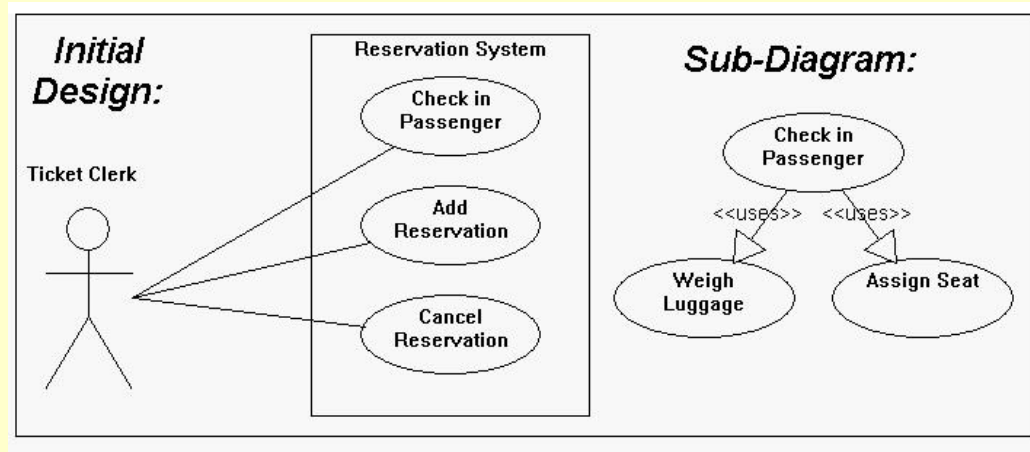 Initial
Design:
Ticket Clerk
Reservation System
Check in
Passenger
Add
Reservation
Cancel
Reservation
Sub-Diagram:
Check in
Passenger
<<uses>> <<uses>>
Weigh
Luggage
Assign Seat